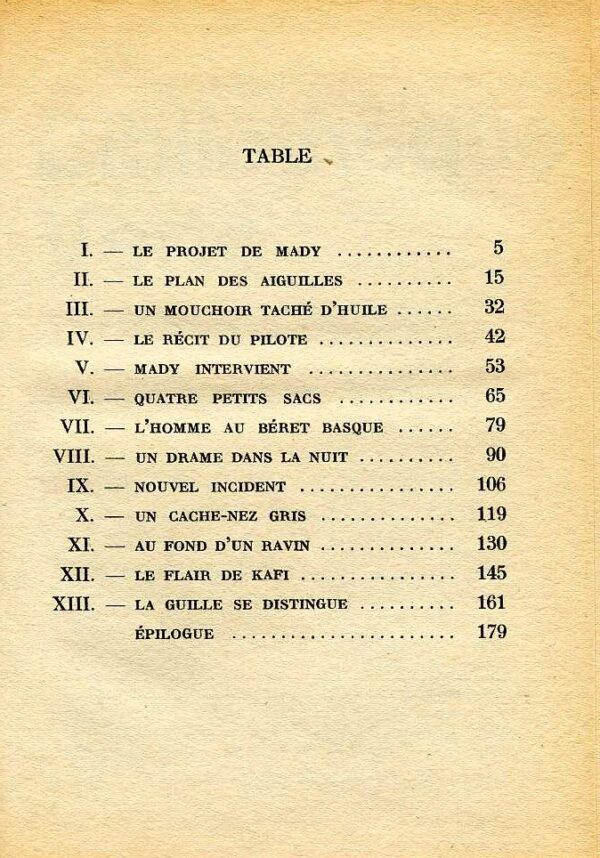 TABLE
I. — LE PROJET DE MADY ............ 5
II. — LE PLAN DES AIGUILLES .......... 15
III. — UN MOUCHOIR TACHÉ D'HUILE ...... 32
IV. — LE RÉCIT DU PILOTE .............. 42
V. — MADY INTERVIENT ............... 53
VI. — QUATRE PETITS SACS .............. 65
VII. — L'HOMME AU BÉRET BASQUE ...... 79
VIII. — UN DRAME DANS LA NUIT .......... 90
IX. — NOUVEL INCIDENT ................ 106
X. — UN CACHE-NEZ GRIS ............... 119
XI. — AU FOND D'UN RAVIN .............. 130
XII. — LE FLAIR DE KAFI ................ 145
XIII. — LA GUILLE SE DISTINGUE .......... 161
ÉPILOGUE ....................... 179